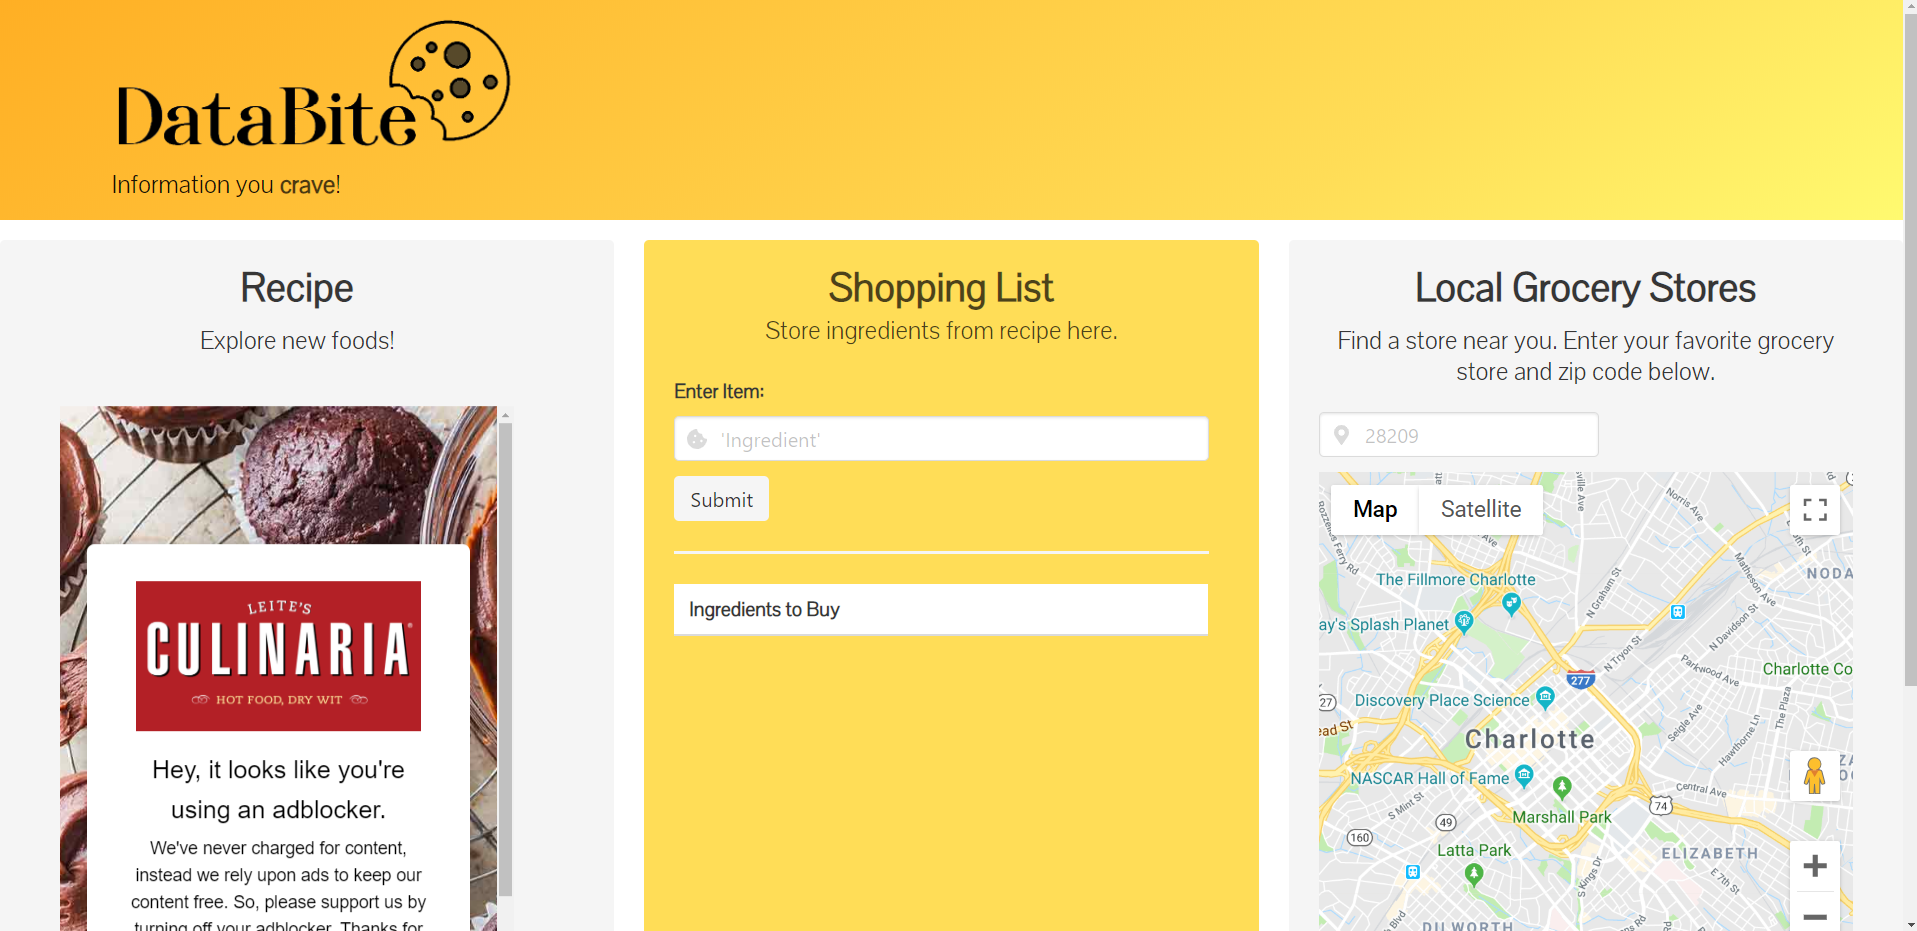 DataBite
Information you crave!
Recipe
Explore new foods!
LEITE'S
CULINARIA®
HOT FOOD, DRY WIT
Hey, it looks like you're
using an adblocker.
We've never charged for content,
instead we rely upon ads to keep our
content free. So, please support us by
turning off your adblocker. Thanks for
Shopping List
Store ingredients from recipe here.
Enter Item:
'Ingredient'
Submit
Ingredients to Buy
Local Grocery Stores
Find a store near you. Enter your favorite grocery
store and zip code below.
28209
Map
Satellite
ville Ave
Norris Ave
Rozzelles Ferry Rd
Matheson Ave
NODA
The Fillmore Charlotte
N Graham St
ay's Splash Planet
N Davidson St
N Tryon St
Parkwood Ave
Charlotte Co
277
Discovery Place Science
27
ead St
Seigle Ave
The Plaza
Hawthorne Ln
Charlotte
NASCAR Hall of Fame
S Mint St
Central Ave
74
Marshall Park
49
160
Latta Park
ELIZABETH
E 7th St
S Kings Dr
Blvd
DILWORTH